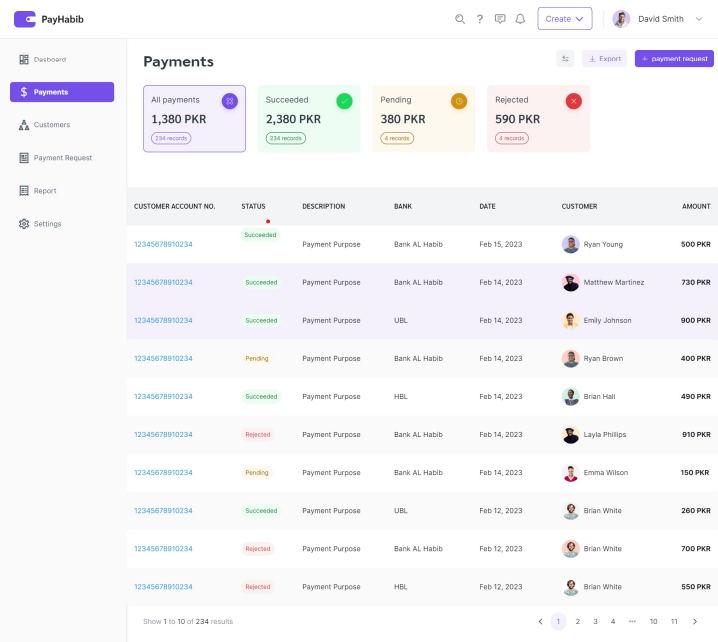 PayHabib
Create
David Smith
Desboard
Payments
Customers
Payment Request
Report
Settings
Payments
Export
+ payment request
All payments
1,380 PKR
234 records
Succeeded
2,380 PKR
234 records
Pending
380 PKR
4 records
Rejected
590 PKR
4 records
CUSTOMER ACCOUNT NO. STATUS DESCRIPTION BANK DATE CUSTOMER AMOUNT
12345678910234 Succeeded Payment Purpose Bank AL Habib Feb 15, 2023 Ryan Young 500 PKR
12345678910234 Succeeded Payment Purpose Bank AL Habib Feb 14, 2023 Matthew Martinez 730 PKR
12345678910234 Succeeded Payment Purpose UBL Feb 14, 2023 Emily Johnson 900 PKR
12345678910234 Pending Payment Purpose Bank AL Habib Feb 14, 2023 Ryan Brown 400 PKR
12345678910234 Succeeded Payment Purpose HBL Feb 14, 2023 Brian Hall 490 PKR
12345678910234 Rejected Payment Purpose Bank AL Habib Feb 14, 2023 Layla Phillips 910 PKR
12345678910234 Pending Payment Purpose Bank AL Habib Feb 14, 2023 Emma Wilson 150 PKR
12345678910234 Succeeded Payment Purpose UBL Feb 12, 2023 Brian White 260 PKR
12345678910234 Rejected Payment Purpose Bank AL Habib Feb 12, 2023 Brian White 700 PKR
12345678910234 Rejected Payment Purpose HBL Feb 12, 2023 Brian White 550 PKR
Show 1 to 10 of 234 results
1 2 3 4 ••• 10 11